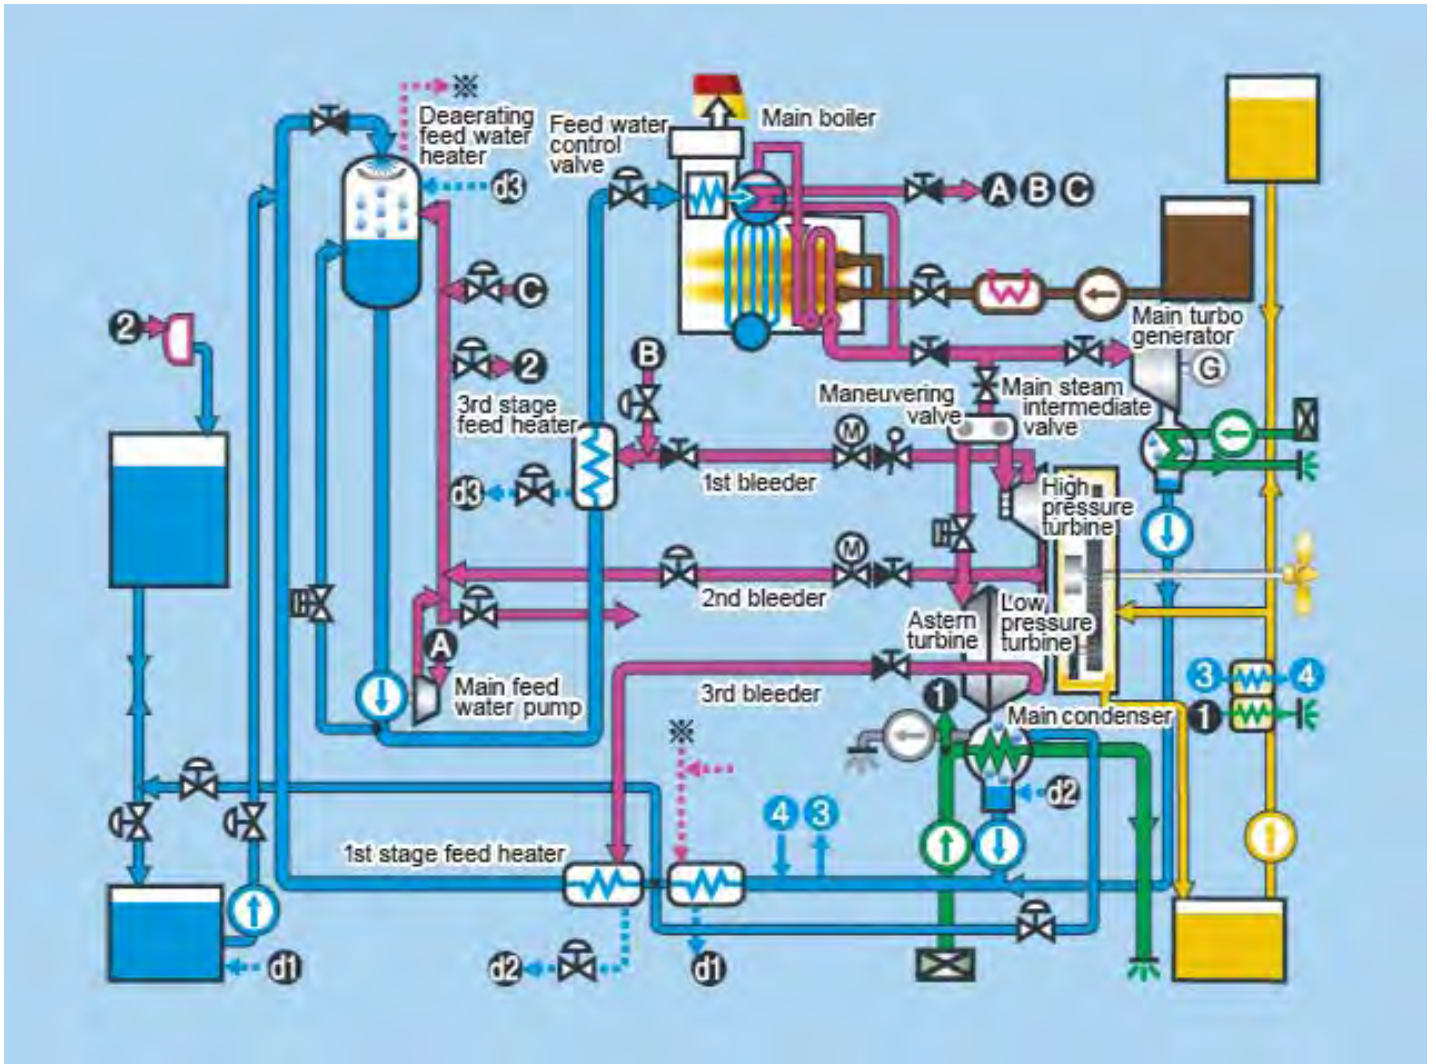 ※
Deaerating
feed water
heater
Feed water
control
valve
Main boiler
d3
A B C
C
2
2
B
3rd stage
feed heater
Main turbo
generator
G
Maneuvering
valve
Main steam
intermediate
valve
M
1st bleeder
d3
High
pressure
turbine
M
2nd bleeder
Astern
turbine
Low
pressure
turbine
A
Main feed
water pump
3rd bleeder
1
Main condenser
3
4
1
※
d2
4
3
1st stage feed heater
d1
d2
d1